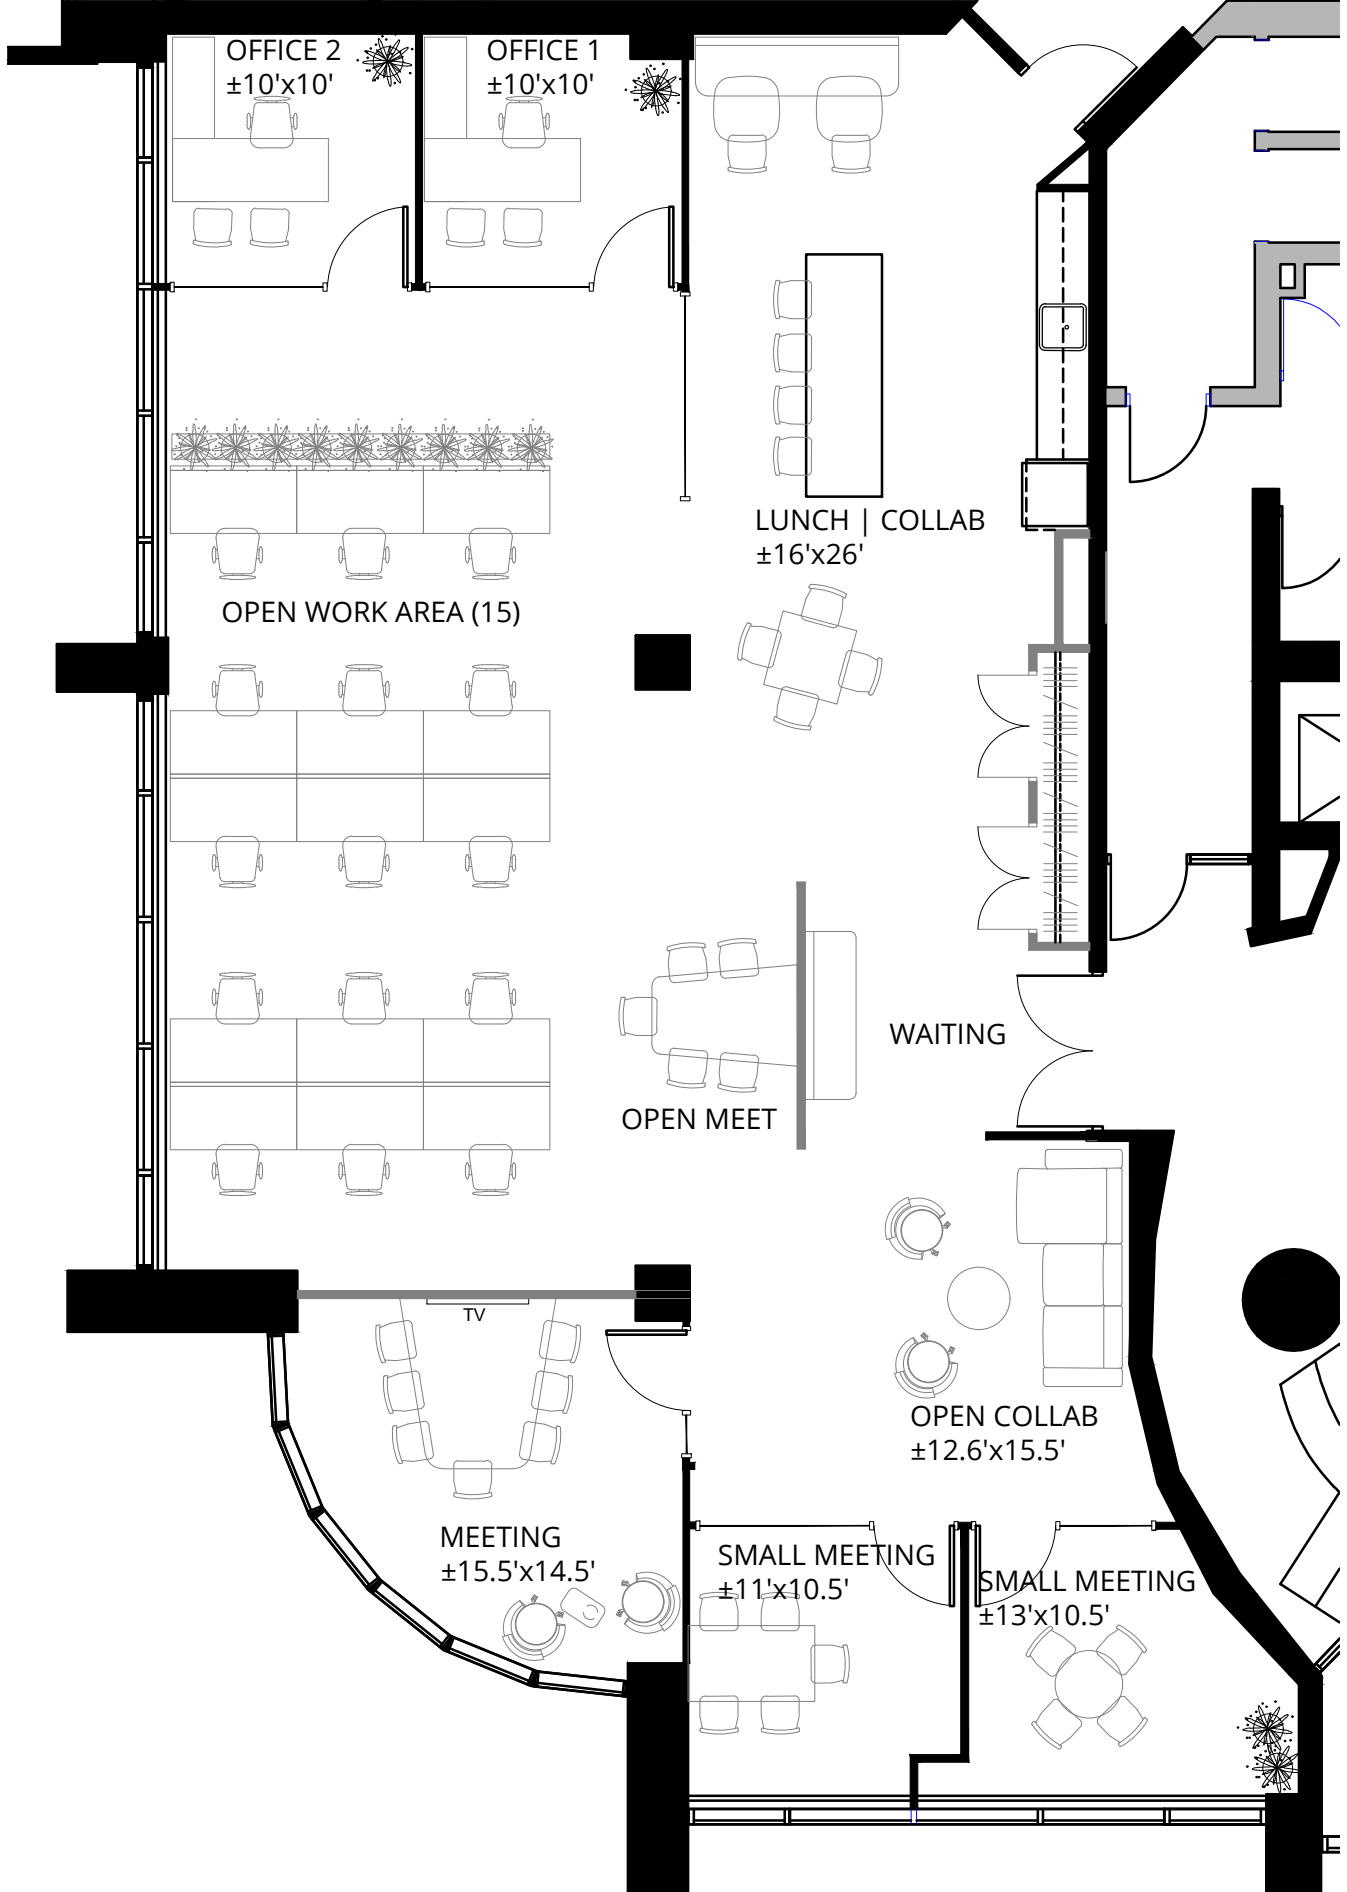 OFFICE 2
±10'x10'
OFFICE 1
±10'x10'
LUNCH | COLLAB
±16'x26'
OPEN WORK AREA (15)
WAITING
OPEN MEET
TV
OPEN COLLAB
±12.6'x15.5'
MEETING
±15.5'x14.5'
SMALL MEETING
±11'x10.5'
SMALL MEETING
±13'x10.5'